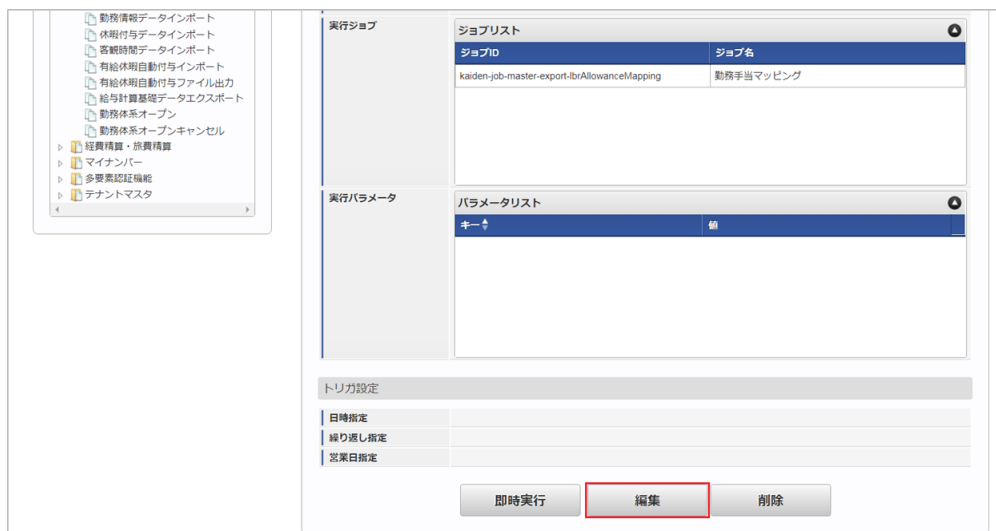 勤務情報データインポート
休暇付与データインポート
客観時間データインポート
有給休暇自動付与インポート
有給休暇自動付与ファイル出力
給与計算基礎データエクスポート
勤務体系オープン
勤務体系オープンキャンセル
経費精算・旅費精算
マイナンバー
多要素認証機能
テナントマスタ
実行ジョブ
ジョブリスト
ジョブID ジョブ名
kaiden-job-master-export-lbrAllowanceMapping 勤務手当マッピング
実行パラメータ
パラメータリスト
キー 値
トリガ設定
日時指定
繰り返し指定
営業日指定
即時実行 編集 削除